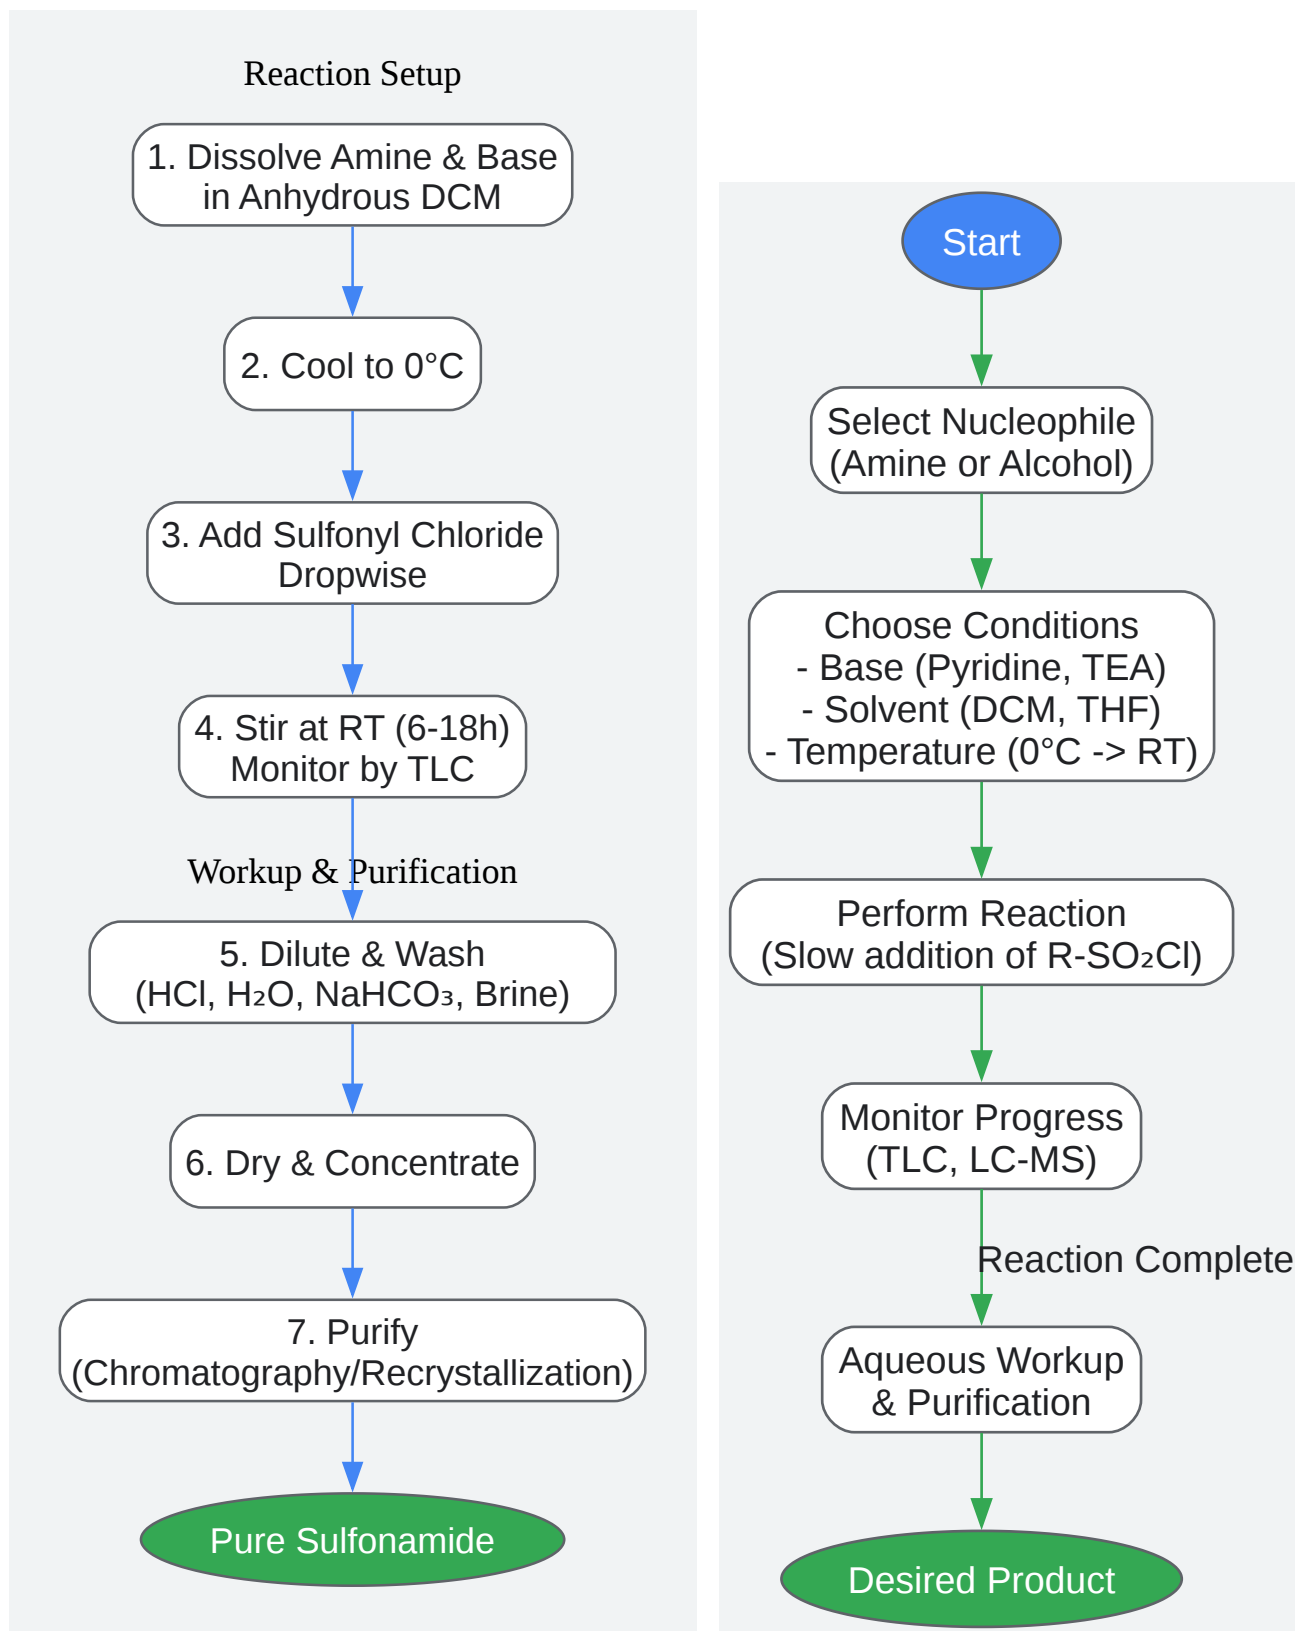 Reaction Setup
1. Dissolve Amine & Base
in Anhydrous DCM
2. Cool to 0°C
3. Add Sulfonyl Chloride
Dropwise
4. Stir at RT (6-18h)
Monitor by TLC
Workup & Purification
5. Dilute & Wash
(HCl, H₂O, NaHCO₃, Brine)
6. Dry & Concentrate
7. Purify
(Chromatography/Recrystallization)
Pure Sulfonamide
Start
Select Nucleophile
(Amine or Alcohol)
Choose Conditions
- Base (Pyridine, TEA)
- Solvent (DCM, THF)
- Temperature (0°C -> RT)
Perform Reaction
(Slow addition of R-SO₂Cl)
Monitor Progress
(TLC, LC-MS)
Reaction Complete
Aqueous Workup
& Purification
Desired Product